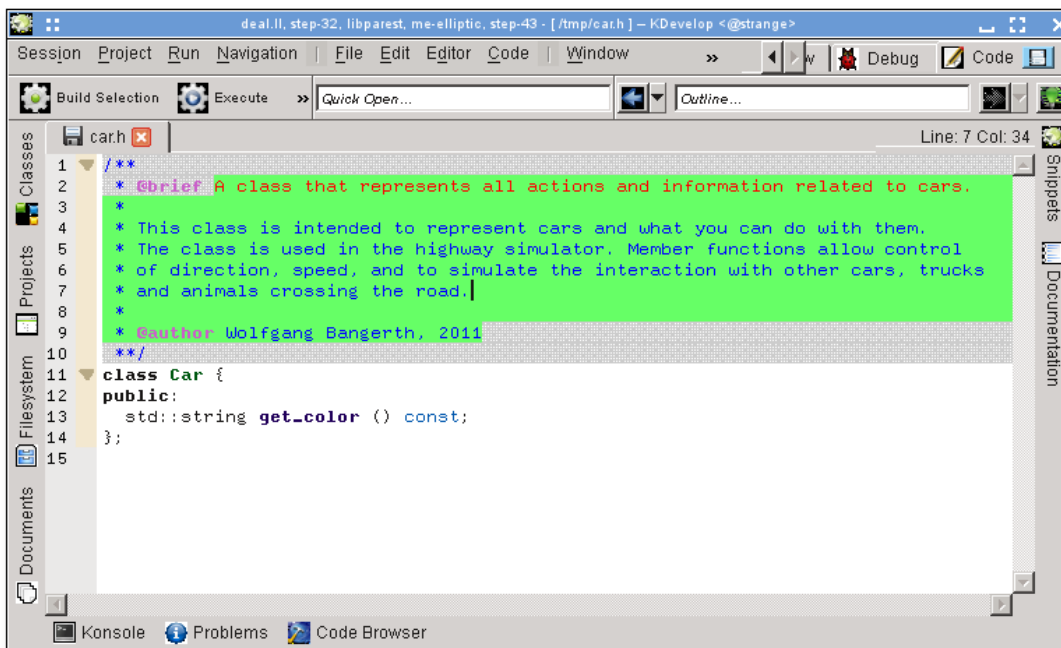 deal.II, step-32, libparest, me-elliptic, step-43 - [ /tmp/car.h ] – KDevelop <@strange>
Session Project Run Navigation | File Edit Editor Code | Window » Debug Code
Build Selection Execute » Quick Open... Outline...
car.h Line: 7 Col: 34
1 /**
2 * @brief A class that represents all actions and information related to cars.
3 *
4 * This class is intended to represent cars and what you can do with them.
5 * The class is used in the highway simulator. Member functions allow control
6 * of direction, speed, and to simulate the interaction with other cars, trucks
7 * and animals crossing the road.
8 *
9 * @author Wolfgang Bangerth, 2011
10 **/
11 class Car {
12 public:
13 std::string get_color () const;
14 };
15
Classes
Projects
Filesystem
Documents
Snippets
Documentation
Konsole Problems Code Browser